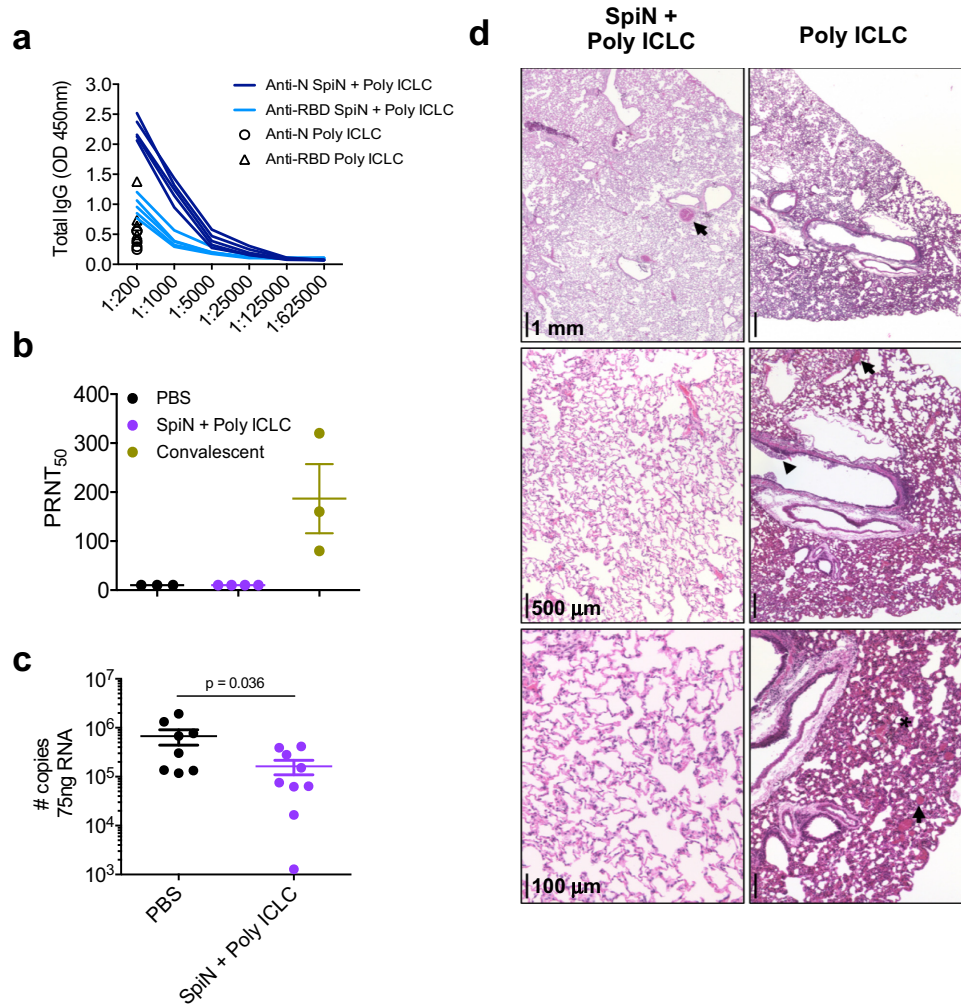 a
Total IgG (OD 450nm)
3.0
2.5
2.0
1.5
1.0
0.5
0.0
1:200
1:1000
1:5000
1:25000
1:125000
1:625000
Anti-N SpiN + Poly ICLC
Anti-RBD SpiN + Poly ICLC
Anti-N Poly ICLC
Anti-RBD Poly ICLC
b
PRNT50
400
300
200
100
0
PBS
SpiN + Poly ICLC
Convalescent
c
# copies
75ng RNA
10^7
10^6
10^5
10^4
10^3
p = 0.036
PBS
SpiN + Poly ICLC
d
SpiN +
Poly ICLC
Poly ICLC
1 mm
500 µm
*
100 µm